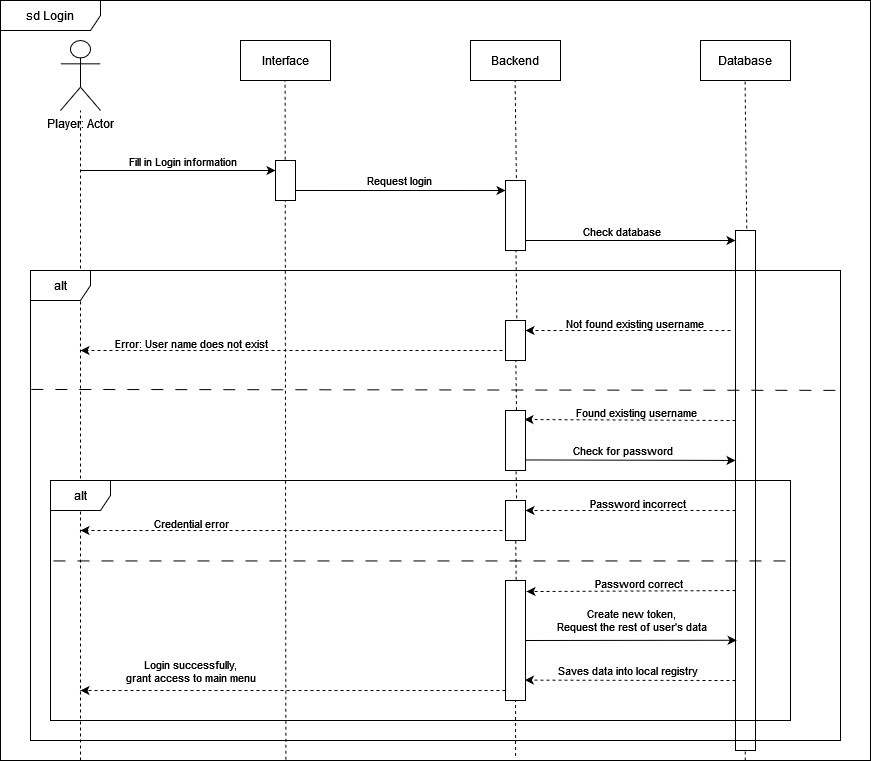 sd Login
Interface
Backend
Database
Player: Actor
Fill in Login information
Request login
Check database
alt
Not found existing username
Error: User name does not exist
Found existing username
Check for password
alt
Password incorrect
Credential error
Password correct
Create new token,
Request the rest of user's data
Login successfully,
grant access to main menu
Saves data into local registry